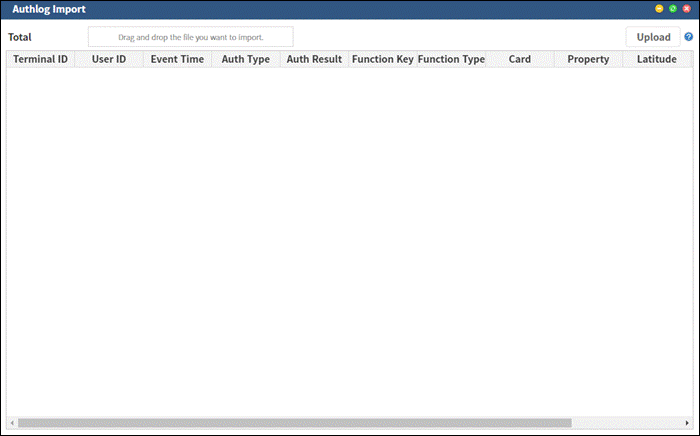 Authlog Import
Total Drag and drop the file you want to import. Upload ?
Terminal ID User ID Event Time Auth Type Auth Result Function Key Function Type Card Property Latitude